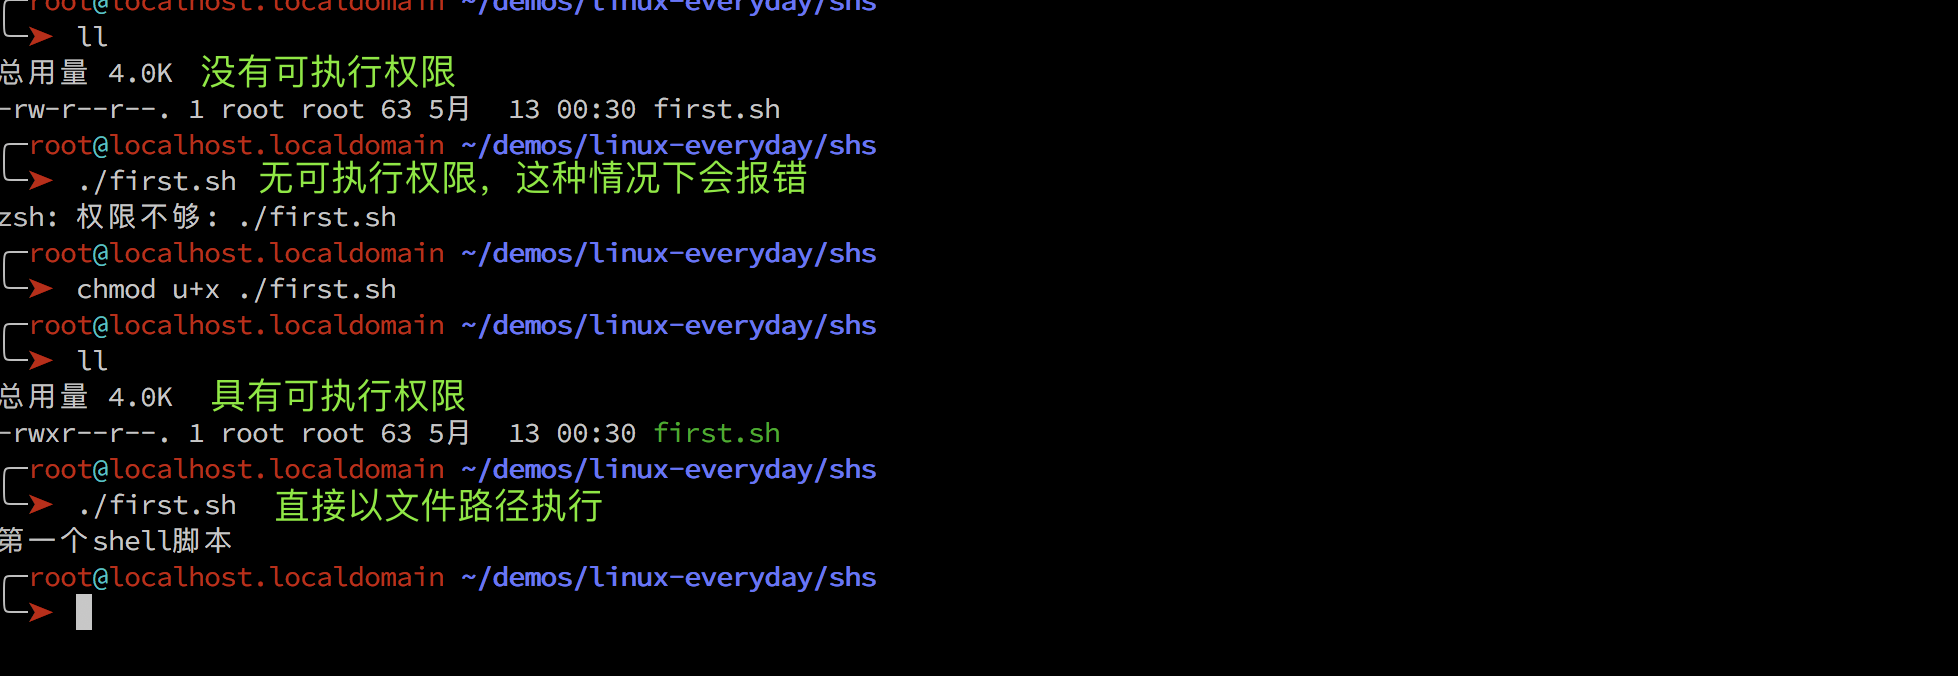 root@localhost.localdomain ~/demos/linux-everyday/shs
ll
总用量 4.0K 没有可执行权限
-rw-r--r--. 1 root root 63 5月  13 00:30 first.sh
root@localhost.localdomain ~/demos/linux-everyday/shs
./first.sh 无可执行权限，这种情况下会报错
zsh: 权限不够: ./first.sh
root@localhost.localdomain ~/demos/linux-everyday/shs
chmod u+x ./first.sh
root@localhost.localdomain ~/demos/linux-everyday/shs
ll
总用量 4.0K 具有可执行权限
-rwxr--r--. 1 root root 63 5月  13 00:30 first.sh
root@localhost.localdomain ~/demos/linux-everyday/shs
./first.sh 直接以文件路径执行
第一个shell脚本
root@localhost.localdomain ~/demos/linux-everyday/shs